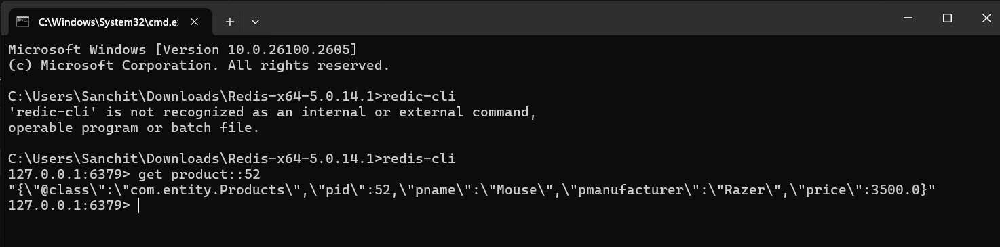 C:\Windows\System32\cmd.e
Microsoft Windows [Version 10.0.26100.2605]
(c) Microsoft Corporation. All rights reserved.
C:\Users\Sanchit\Downloads\Redis-x64-5.0.14.1>redic-cli
'redic-cli' is not recognized as an internal or external command,
operable program or batch file.
C:\Users\Sanchit\Downloads\Redis-x64-5.0.14.1>redis-cli
127.0.0.1:6379> get product::52
"{\"@class\":\"com.entity.Products\",\"pid\":52,\"pname\":\"Mouse\",\"pmanufacturer\":\"Razer\",\"price\":3500.0}"
127.0.0.1:6379>